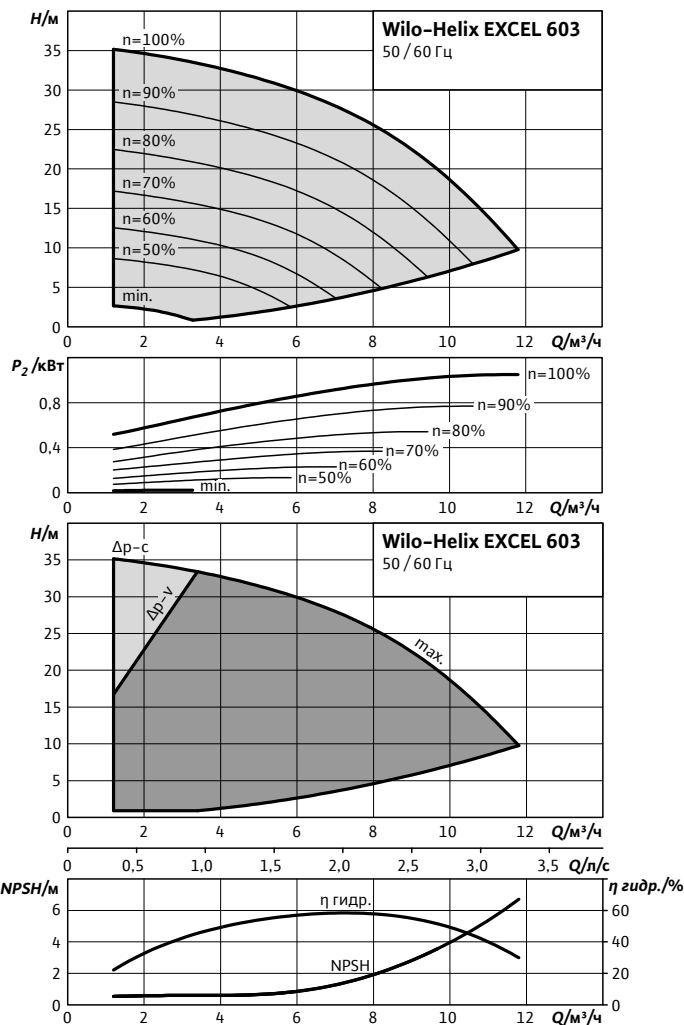 H/м
Wilo-Helix EXCEL 603
50 / 60 Гц
n=100%
35
n=90%
30
25
n=80%
20
n=70%
15
n=60%
10
n=50%
5
min.
0
0 2 4 6 8 10 12 Q/м³/ч
P₂ /кВт
n=100%
0,8
n=90%
n=80%
0,4
n=70%
n=60%
n=50%
min.
0
0 2 4 6 8 10 12 Q/м³/ч
H/м
Wilo-Helix EXCEL 603
50 / 60 Гц
Δp-c
35
Δp-v
30
25
max.
20
15
10
5
0
0 2 4 6 8 10 12 Q/м³/ч
0 0,5 1,0 1,5 2,0 2,5 3,0 3,5 Q/л/с
NPSH/м
η гидр./%
η гидр.
6 60
4 40
NPSH
2 20
0 0
0 2 4 6 8 10 12 Q/м³/ч